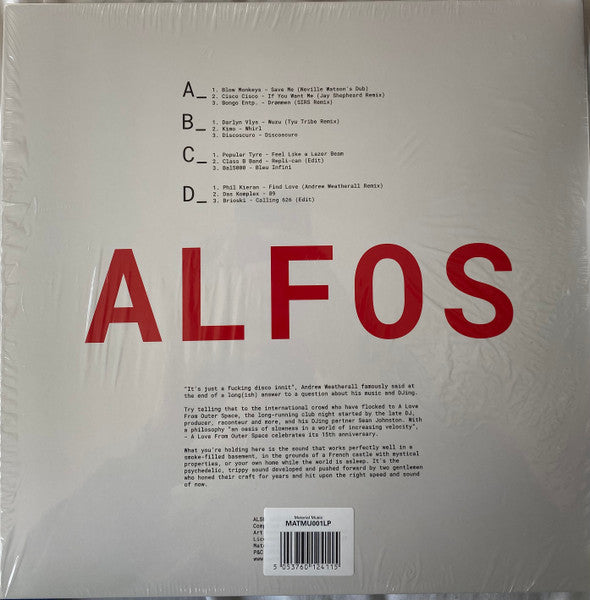 A_
1. Blow Monkeys - Save Me (Neville Watson's Dub)
2. Cisco Cisco - If You Want Me (Jay Shepheard Remix)
3. Bongo Entp. - Drømmen (SIRS Remix)
B_
1. Darlyn Vlys - Wuzu (Tyu Tribe Remix)
2. Kimo - Whirl
3. Discoscuro - Discoscuro
C_
1. Popular Tyre - Feel Like a Lazer Beam
2. Class B Band - Repli-can (Edit)
3. Bal5000 - Bleu Infini
D_
1. Phil Kieran - Find Love (Andrew Weatherall Remix)
2. Das Komplex - 89
3. Brioski - Calling 626 (Edit)
ALFOS
"It's just a fucking disco innit", Andrew Weatherall famously said at
the end of a long(ish) answer to a question about his music and DJing.
Try telling that to the international crowd who have flocked to A Love
From Outer Space, the long-running club night started by the late DJ,
producer, raconteur and more, and his DJing partner Sean Johnston. With
a philosophy "an oasis of slowness in a world of increasing velocity",
- A Love From Outer Space celebrates its 15th anniversary.
What you're holding here is the sound that works perfectly well in a
smoke-filled basement, in the grounds of a French castle with mystical
properties, or your own home while the world is asleep. It's the
psychedelic, trippy sound developed and pushed forward by two gentlemen
who honed their craft for years and hit upon the right speed and sound
of now.
Material Music
MATMU001LP
5 053760 124115